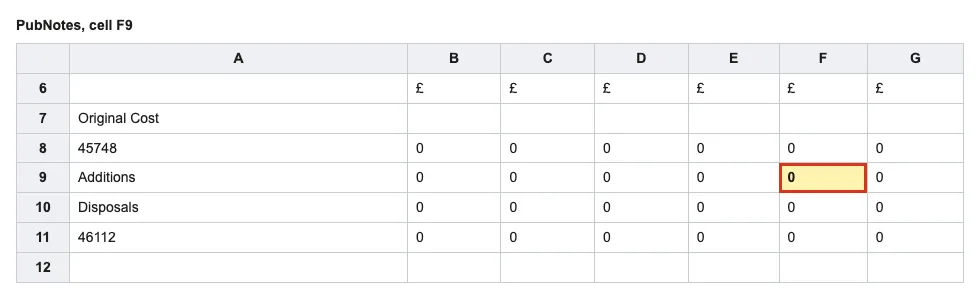 PubNotes, cell F9
A B C D E F G
6 £ £ £ £ £ £
7 Original Cost
8 45748 0 0 0 0 0 0
9 Additions 0 0 0 0 0 0
10 Disposals 0 0 0 0 0 0
11 46112 0 0 0 0 0 0
12